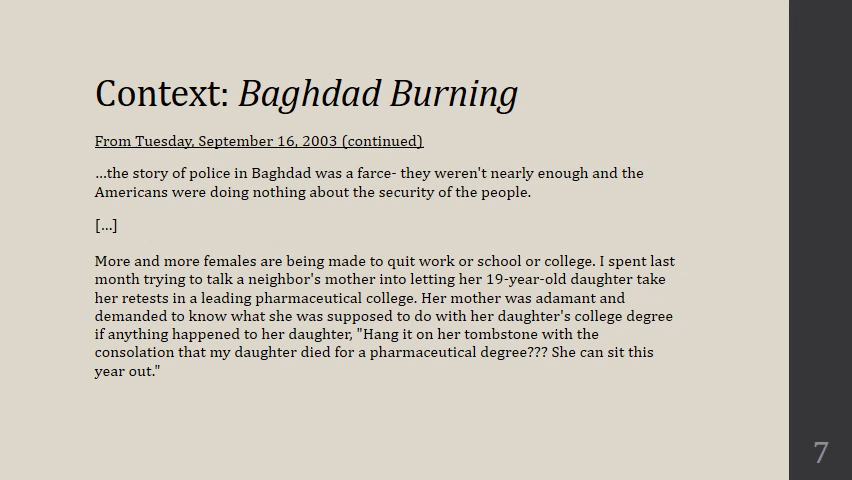 Context: Baghdad Burning
From Tuesday, September 16, 2003 (continued)
...the story of police in Baghdad was a farce- they weren't nearly enough and the
Americans were doing nothing about the security of the people.
[...]
More and more females are being made to quit work or school or college. I spent last
month trying to talk a neighbor's mother into letting her 19-year-old daughter take
her retests in a leading pharmaceutical college. Her mother was adamant and
demanded to know what she was supposed to do with her daughter's college degree
if anything happened to her daughter, "Hang it on her tombstone with the
consolation that my daughter died for a pharmaceutical degree??? She can sit this
year out."
7